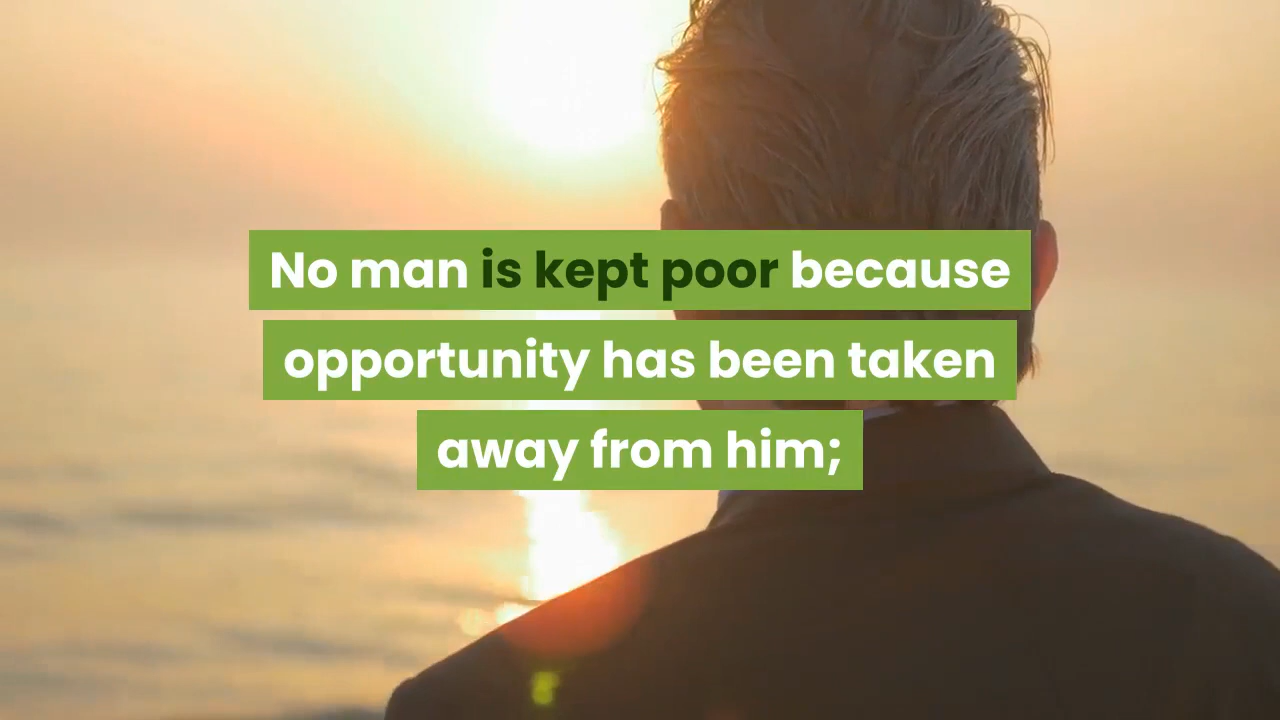 No man is kept poor because
opportunity has been taken
away from him;